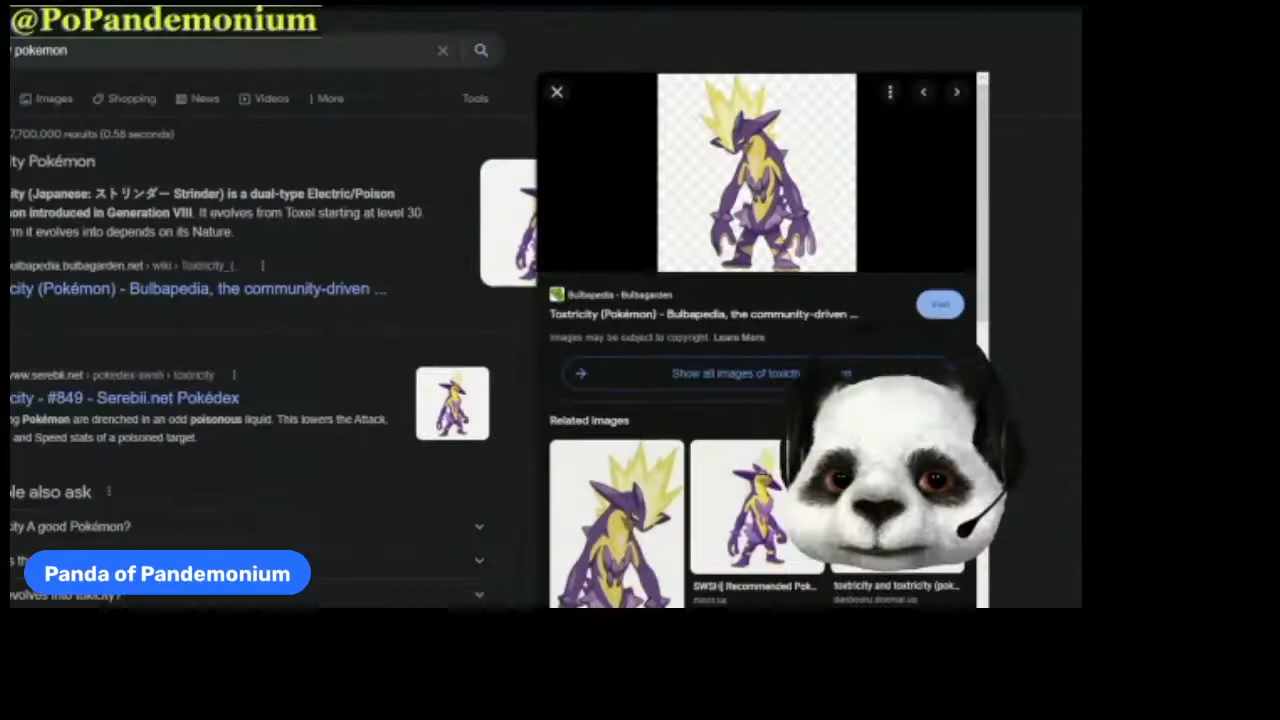 @PoPandemonium
pokemon
Images
Shopping
News
Videos
More
Tools
7,700,000 results (0.58 seconds)
ty Pokémon
ity (Japanese: ストリンダー Strinder) is a dual-type Electric/Poison
on introduced in Generation VIII. It evolves from Toxel starting at level 30.
rm it evolves into depends on its Nature.
ulbapedia.bulbagarden.net › wiki › Toxtricity_(.
city (Pokémon) - Bulbapedia, the community-driven ...
www.serebii.net › pokedex-swsh › toxtricity
city - #849 - Serebii.net Pokédex
g Pokémon are drenched in an odd poisonous liquid. This lowers the Attack,
and Speed stats of a poisoned target.
le also ask
city A good Pokémon?
Panda of Pandemonium
Bulbapedia - Bulbagarden
Toxtricity (Pokémon) - Bulbapedia, the community-driven ...
Visit
Images may be subject to copyright. Learn More
Show all images of
Related images
SWSH] Recommended Pok...
toxtricity and toxtricity (pok...